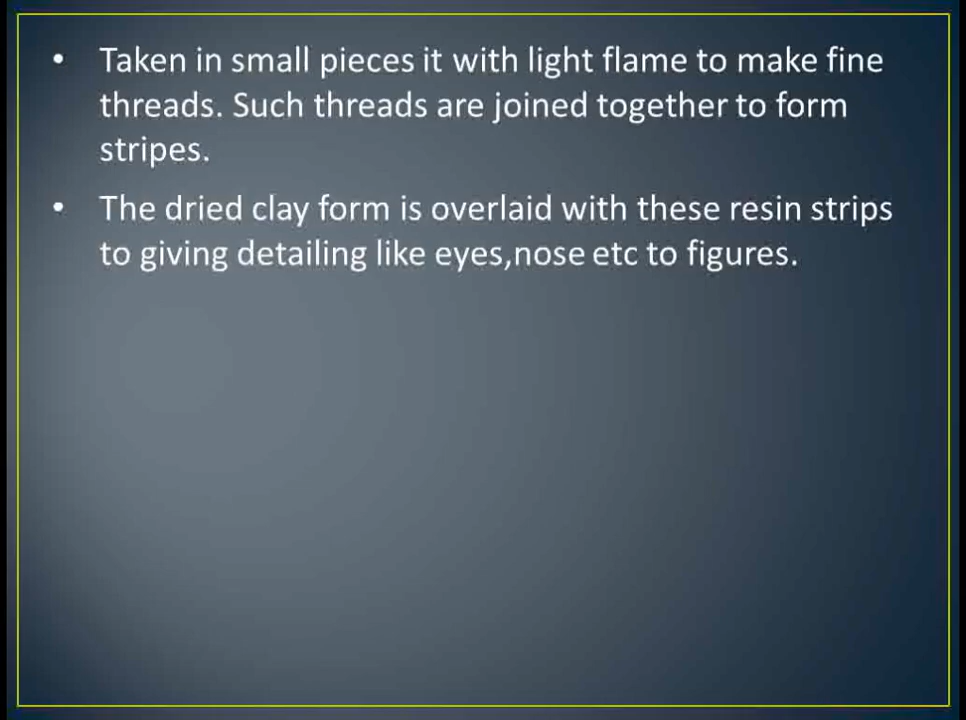 • Taken in small pieces it with light flame to make fine
threads. Such threads are joined together to form
stripes.
• The dried clay form is overlaid with these resin strips
to giving detailing like eyes,nose etc to figures.